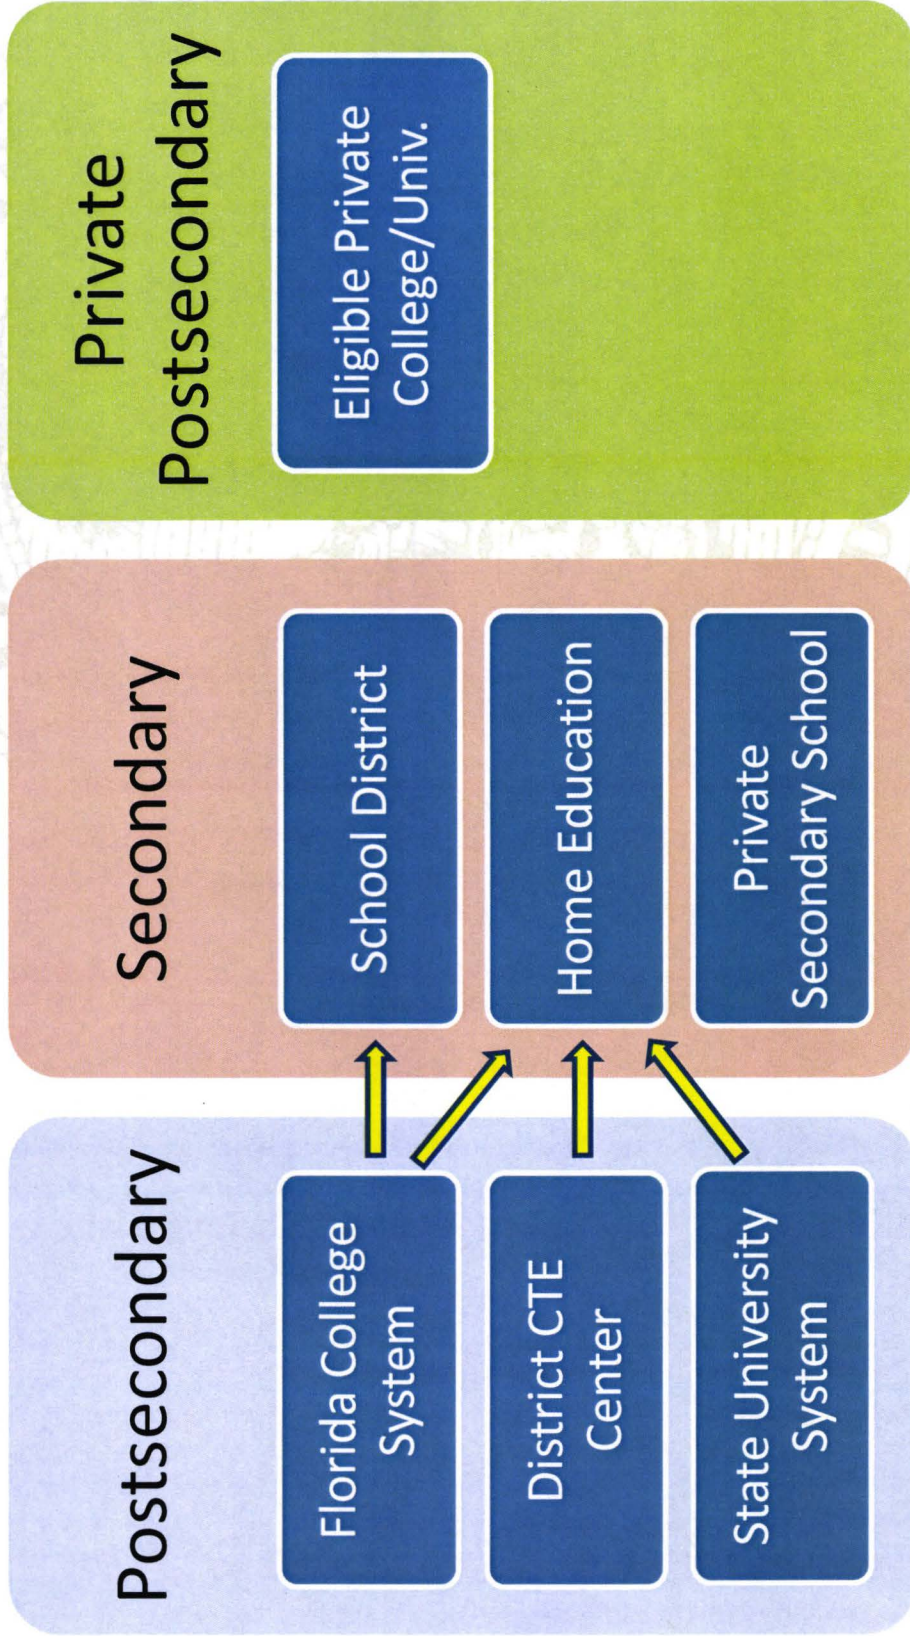 Postsecondary
Florida College
System
District CTE
Center
State University
System
Secondary
School District
Home Education
Private
Secondary School
Private
Postsecondary
Eligible Private
College/Univ.